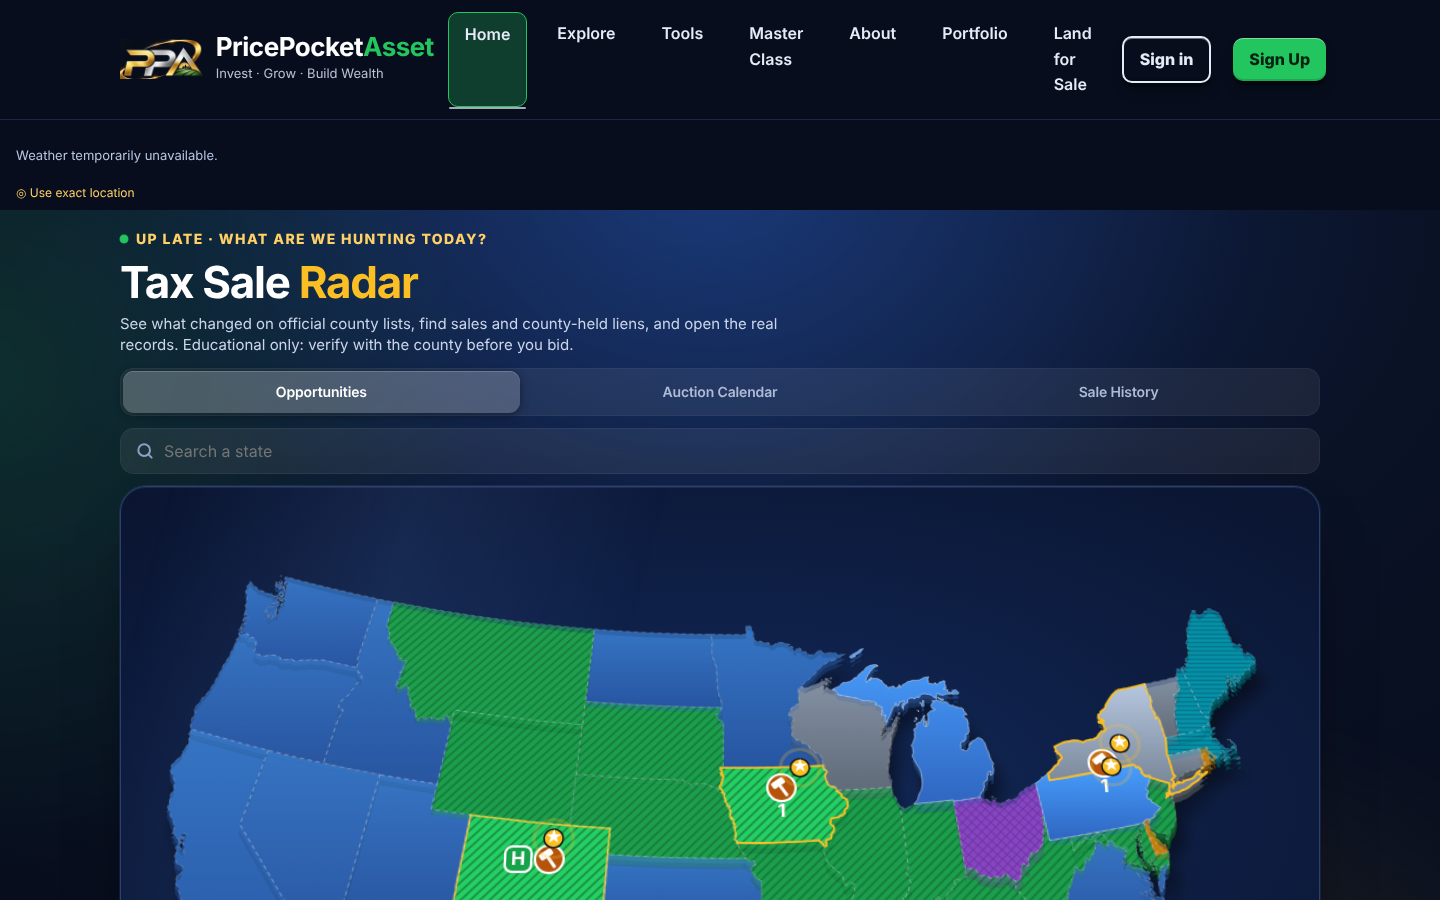 PPA
PricePocketAsset
Invest · Grow · Build Wealth
Home
Explore
Tools
Master
Class
About
Portfolio
Land
for
Sale
Sign in
Sign Up
Weather temporarily unavailable.
◎ Use exact location
UP LATE · WHAT ARE WE HUNTING TODAY?
Tax Sale Radar
See what changed on official county lists, find sales and county-held liens, and open the real
records. Educational only: verify with the county before you bid.
Opportunities
Auction Calendar
Sale History
Search a state
1
1
H